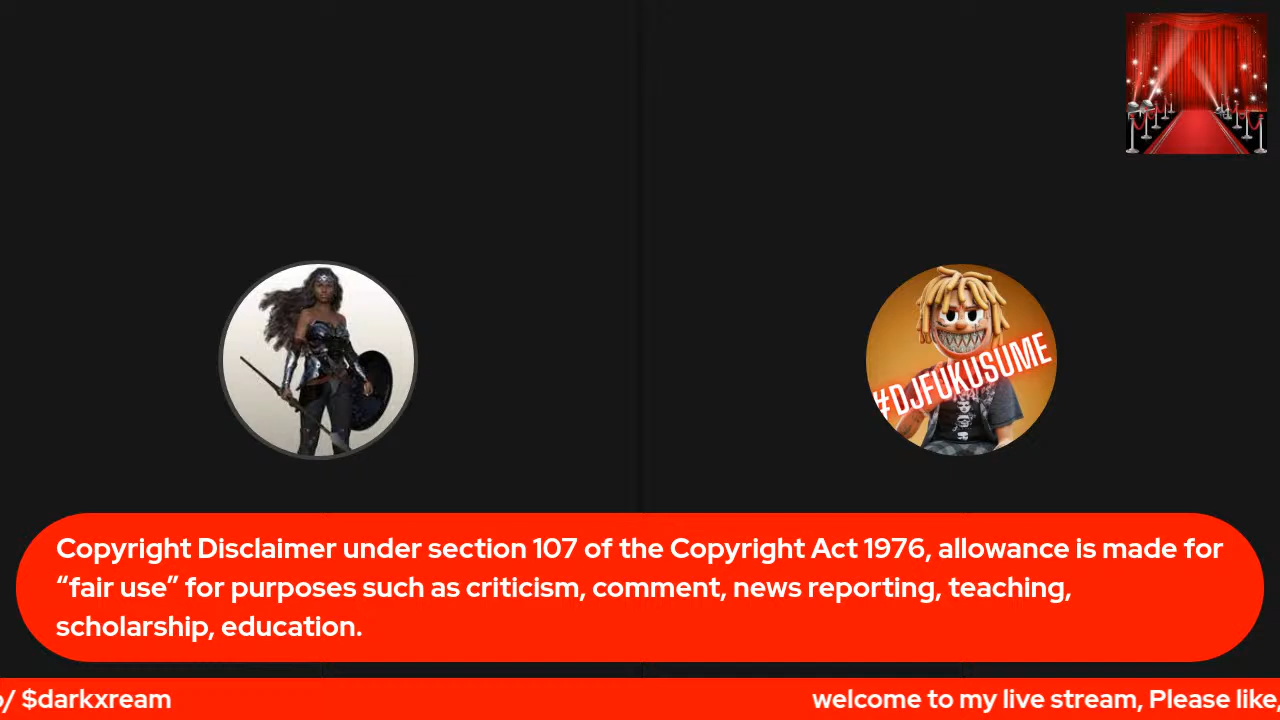 #DJFUKUSUME
Copyright Disclaimer under section 107 of the Copyright Act 1976, allowance is made for
“fair use” for purposes such as criticism, comment, news reporting, teaching,
scholarship, education.
/ $darkxream
welcome to my live stream, Please like,